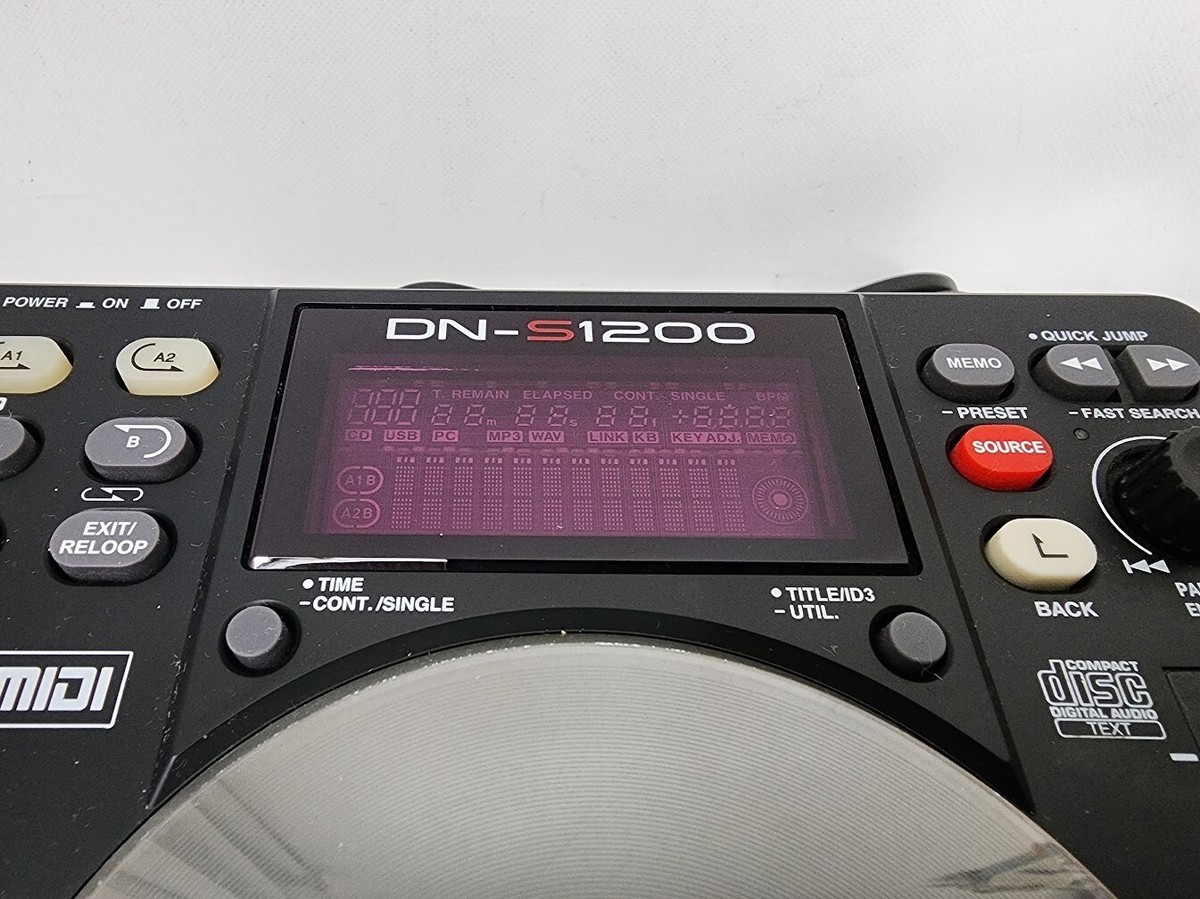 POWER ON OFF
DN-S1200
A1
A2
QUICK JUMP
MEMO
PRESET
FAST SEARCH
T. REMAIN ELAPSED CONT. SINGLE BPM
m s f
CD USB PC MP3 WAV LINK KB KEY ADJ. MEMO
B
SOURCE
A1 B
A2 B
EXIT/
RELOOP
TIME
CONT./SINGLE
TITLE/ID3
UTIL.
BACK
MIDI
COMPACT
disc
DIGITAL AUDIO
TEXT